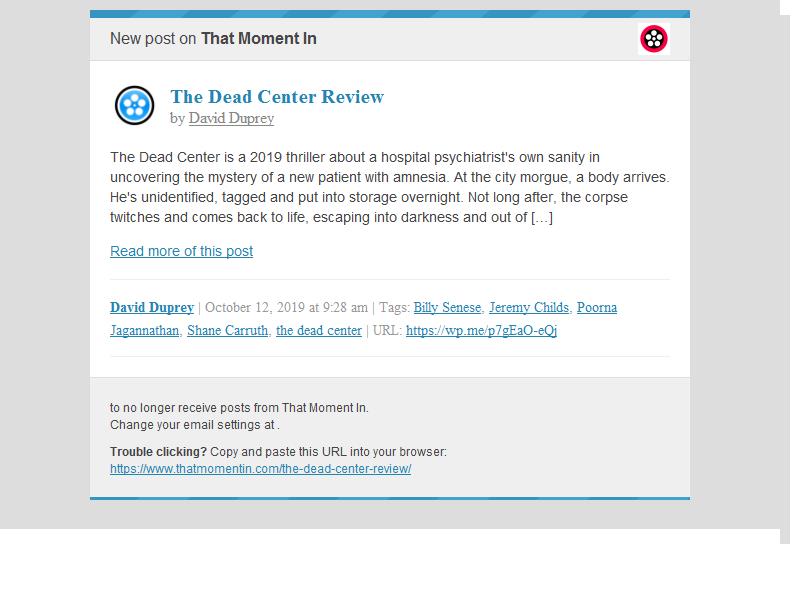 New post on That Moment In
The Dead Center Review
by David Duprey
The Dead Center is a 2019 thriller about a hospital psychiatrist's own sanity in
uncovering the mystery of a new patient with amnesia. At the city morgue, a body arrives.
He's unidentified, tagged and put into storage overnight. Not long after, the corpse
twitches and comes back to life, escaping into darkness and out of […]
Read more of this post
David Duprey | October 12, 2019 at 9:28 am | Tags: Billy Senese, Jeremy Childs, Poorna
Jagannathan, Shane Carruth, the dead center | URL: https://wp.me/p7gEaO-eQj
to no longer receive posts from That Moment In.
Change your email settings at .
Trouble clicking? Copy and paste this URL into your browser:
https://www.thatmomentin.com/the-dead-center-review/